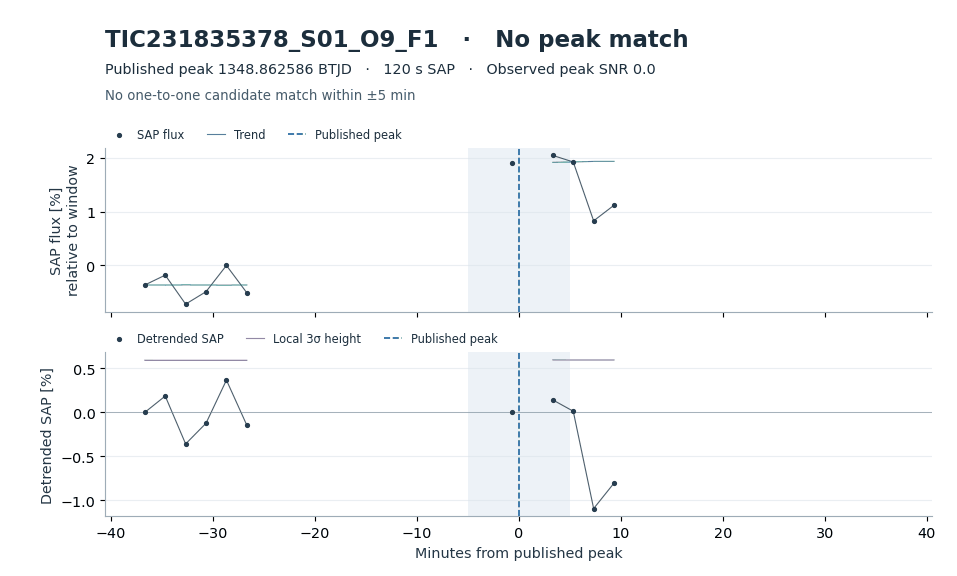 TIC231835378_S01_O9_F1 · No peak match
Published peak 1348.862586 BTJD · 120 s SAP · Observed peak SNR 0.0
No one-to-one candidate match within ±5 min
SAP flux Trend Published peak
SAP flux [%]
relative to window
2
1
0
Detrended SAP Local 3σ height Published peak
Detrended SAP [%]
0.5
0.0
−0.5
−1.0
−40 −30 −20 −10 0 10 20 30 40
Minutes from published peak